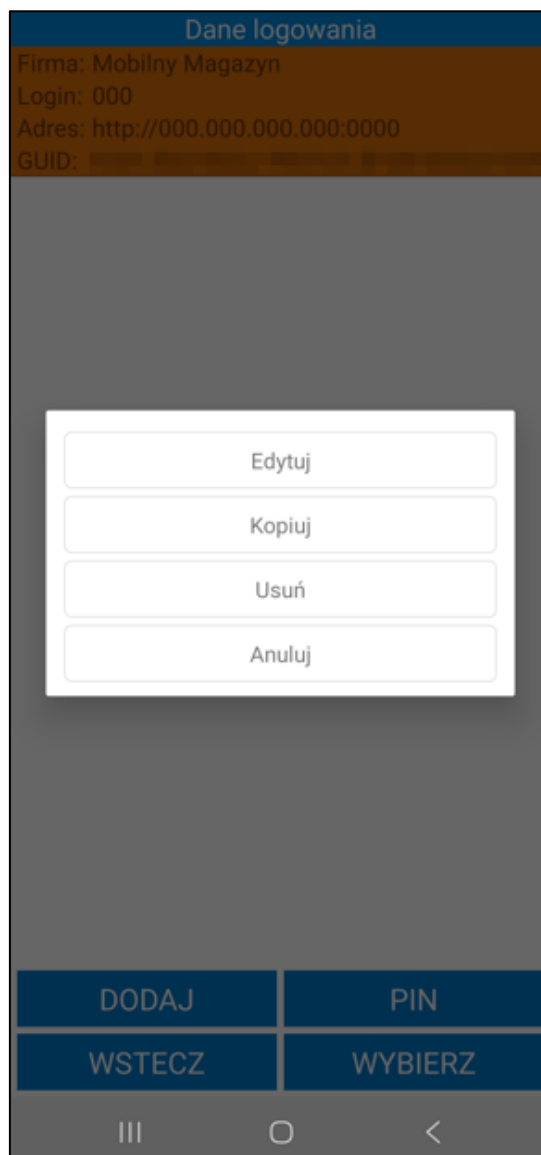 Dane logowania
Firma: Mobilny Magazyn
Login: 000
Adres: http://000.000.000.000:0000
GUID:
Edytuj
Kopiuj
Usuń
Anuluj
DODAJ PIN
WSTECZ WYBIERZ